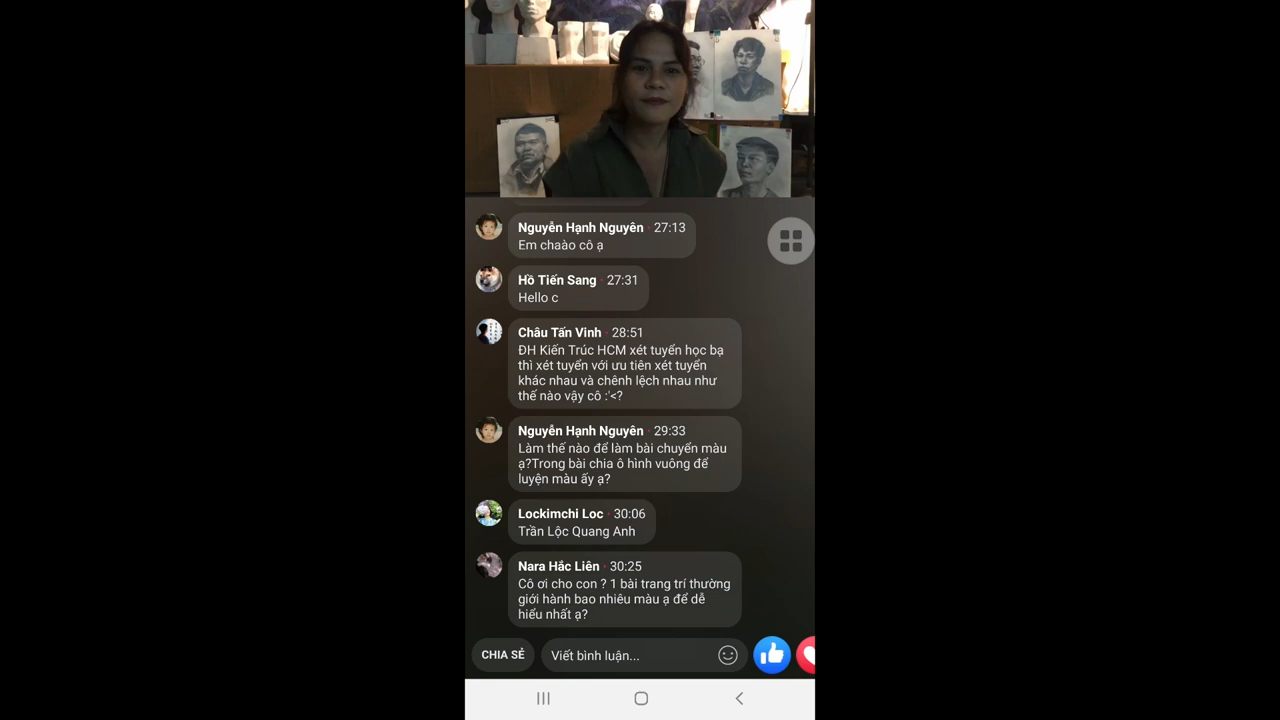 Nguyễn Hạnh Nguyên · 27:13
Em chaào cô ạ
Hồ Tiến Sang · 27:31
Hello c
Châu Tấn Vinh · 28:51
ĐH Kiến Trúc HCM xét tuyển học bạ
thì xét tuyển với ưu tiên xét tuyển
khác nhau và chênh lệch nhau như
thế nào vậy cô :'<?
Nguyễn Hạnh Nguyên · 29:33
Làm thế nào để làm bài chuyển màu
ạ?Trong bài chia ô hình vuông để
luyện màu ấy ạ?
Lockimchi Loc · 30:06
Trần Lộc Quang Anh
Nara Hắc Liên · 30:25
Cô ơi cho con ? 1 bài trang trí thường
giới hành bao nhiêu màu ạ để dễ
hiểu nhất ạ?
CHIA SẺ
Viết bình luận...